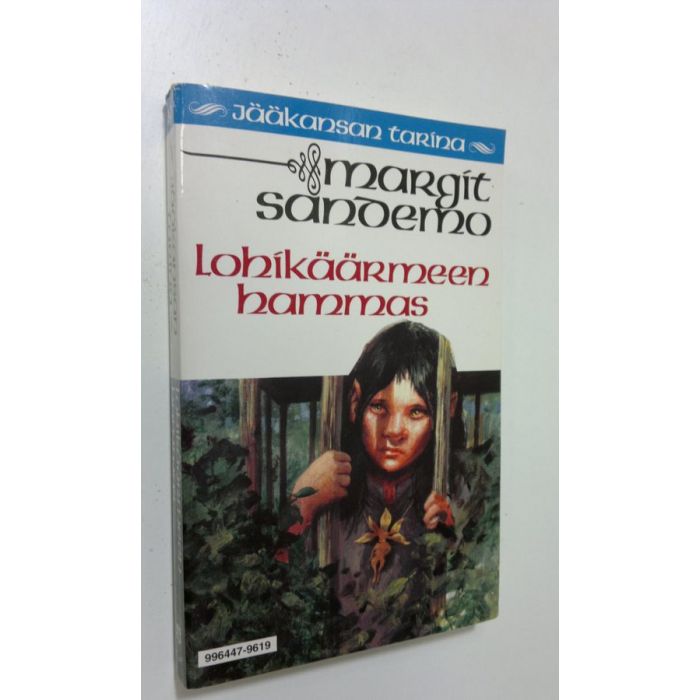 Jääkansan tarina
margit
sandemo
Lohikäärmeen
hammas
996447-9619